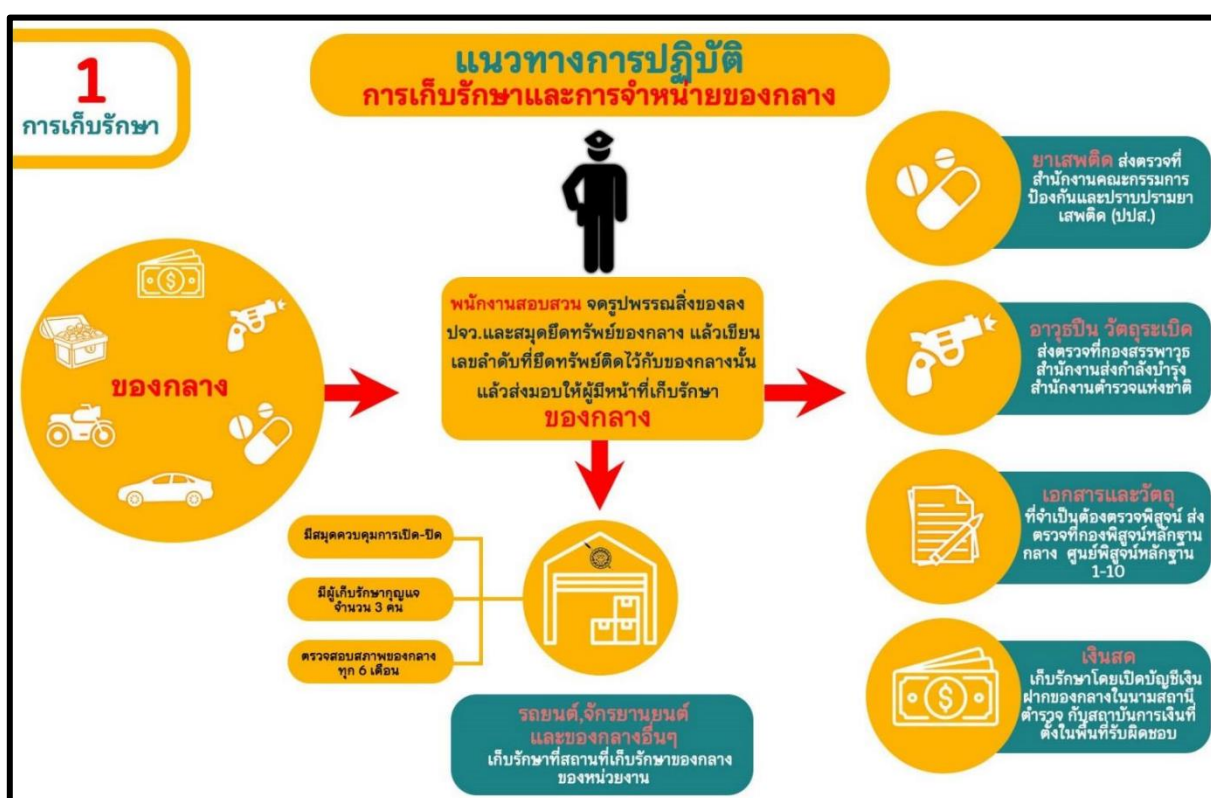 1
การเก็บรักษา
แนวทางการปฏิบัติ
การเก็บรักษาและการจำหน่ายของกลาง
ของกลาง
พนักงานสอบสวน จดรูปพรรณสิ่งของลง
ปจว.และสมุดยึดทรัพย์ของกลาง แล้วเขียน
เลขลำดับที่ยึดทรัพย์ติดไว้กับของกลางนั้น
แล้วส่งมอบให้ผู้มีหน้าที่เก็บรักษา
ของกลาง
มีสมุดควบคุมการเปิด-ปิด
มีผู้เก็บรักษากุญแจ
จำนวน 3 คน
ตรวจสอบสภาพของกลาง
ทุก 6 เดือน
รถยนต์,จักรยานยนต์
และของกลางอื่นๆ
เก็บรักษาที่สถานที่เก็บรักษาของกลาง
ของหน่วยงาน
ยาเสพติด ส่งตรวจที่
สำนักงานคณะกรรมการ
ป้องกันและปราบปรามยา
เสพติด (ปปส.)
อาวุธปืน วัตถุระเบิด
ส่งตรวจที่กองสรรพาวุธ
สำนักงานส่งกำลังบำรุง
สำนักงานตำรวจแห่งชาติ
เอกสารและวัตถุ
ที่จำเป็นต้องตรวจพิสูจน์ ส่ง
ตรวจที่กองพิสูจน์หลักฐาน
กลาง ศูนย์พิสูจน์หลักฐาน
1-10
เงินสด
เก็บรักษาโดยเปิดบัญชีเงิน
ฝากของกลางในนามสถานี
ตำรวจ กับสถาบันการเงินที่
ตั้งในพื้นที่รับผิดชอบ